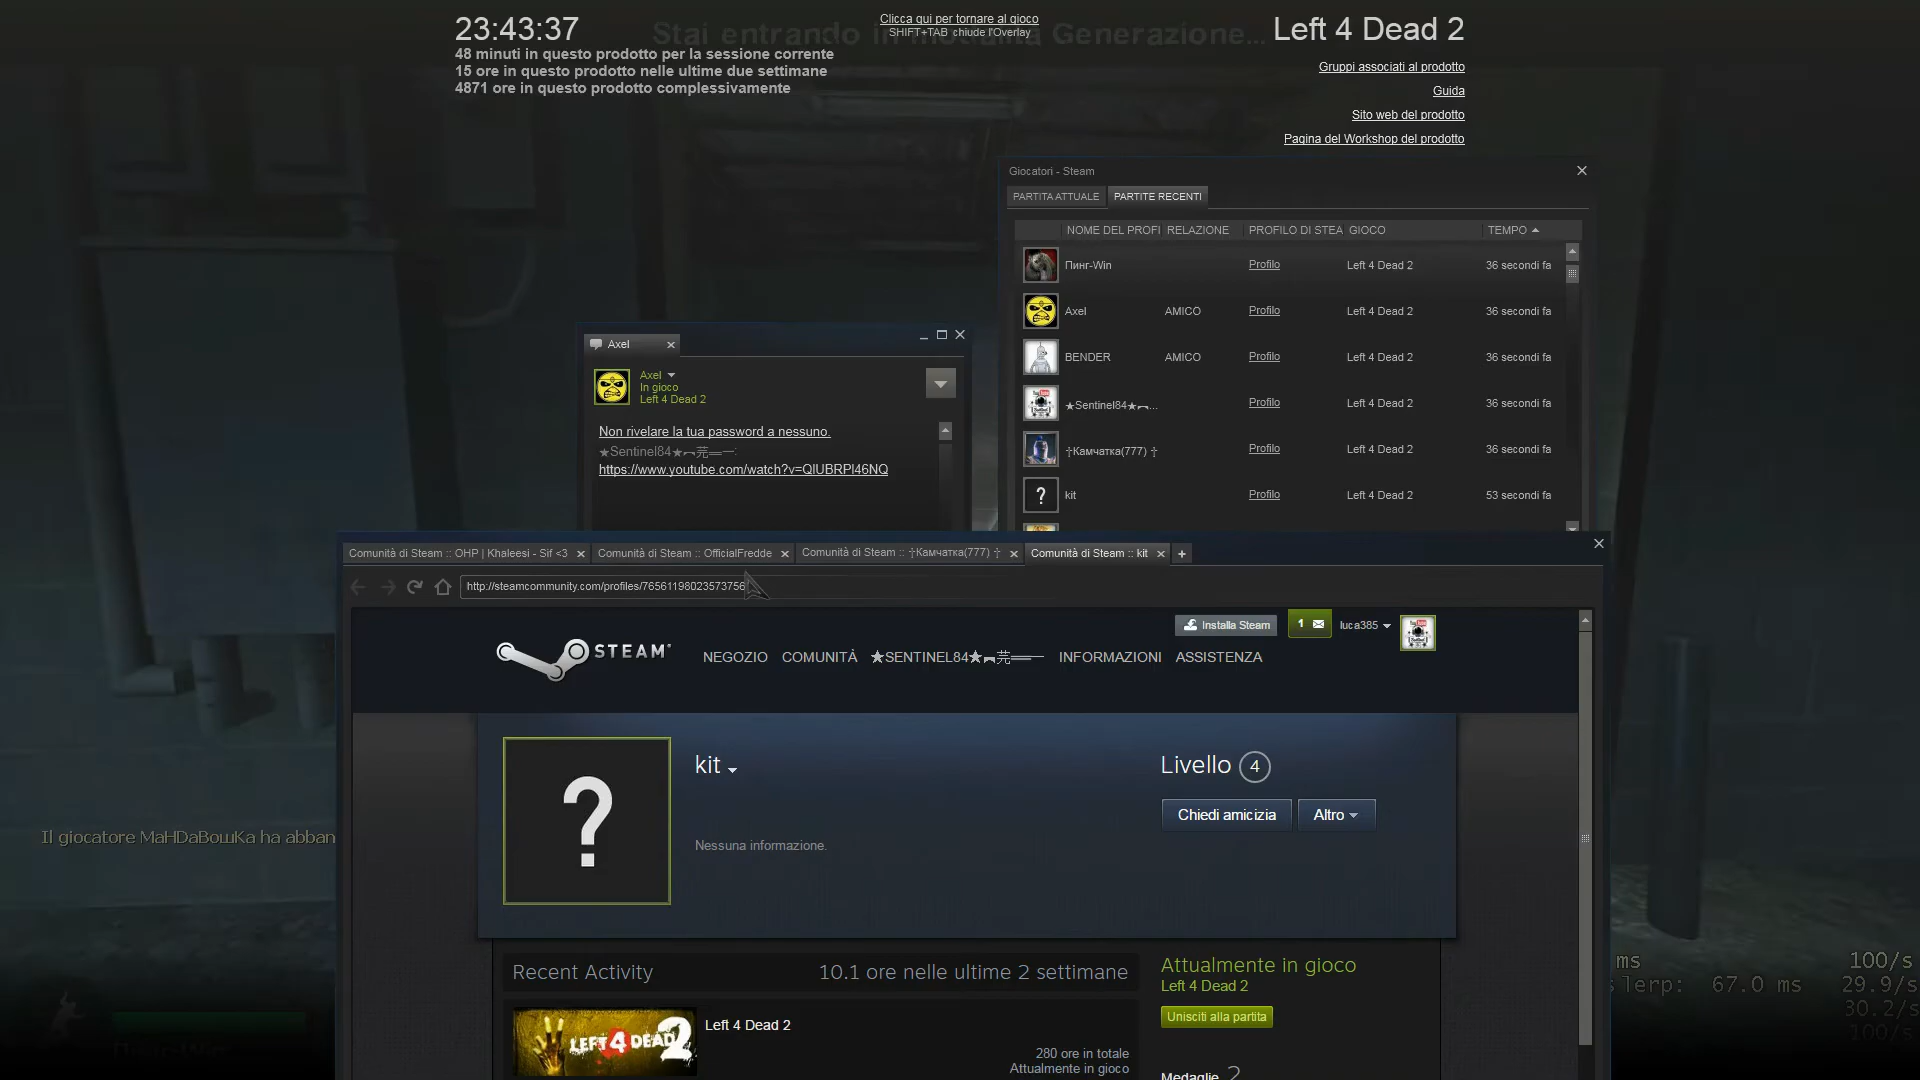 23:43:37
48 minuti in questo prodotto per la sessione corrente
15 ore in questo prodotto nelle ultime due settimane
4871 ore in questo prodotto complessivamente
Stai entrando in modalità Generazione...
Clicca qui per tornare al gioco
SHIFT+TAB chiude l'Overlay
Left 4 Dead 2
Gruppi associati al prodotto
Guida
Sito web del prodotto
Pagina del Workshop del prodotto
Giocatori - Steam
PARTITA ATTUALE PARTITE RECENTI
NOME DEL PROFI RELAZIONE PROFILO DI STEA GIOCO TEMPO
Пинг-Win Profilo Left 4 Dead 2 36 secondi fa
Axel AMICO Profilo Left 4 Dead 2 36 secondi fa
BENDER AMICO Profilo Left 4 Dead 2 36 secondi fa
★Sentinel84★︻... Profilo Left 4 Dead 2 36 secondi fa
†Камчатка(777) † Profilo Left 4 Dead 2 36 secondi fa
? kit Profilo Left 4 Dead 2 53 secondi fa
Axel
Axel
In gioco
Left 4 Dead 2
Non rivelare la tua password a nessuno.
★Sentinel84★︻芫══一:
https://www.youtube.com/watch?v=QlUBRPl46NQ
Comunità di Steam :: OHP | Khaleesi - Sif <3 Comunità di Steam :: OfficialFredde Comunità di Steam :: †Камчатка(777) † Comunità di Steam :: kit +
http://steamcommunity.com/profiles/76561198023573756
Installa Steam 1 luca385
STEAM®
NEGOZIO COMUNITÀ ★SENTINEL84★︻芫══一 INFORMAZIONI ASSISTENZA
?
kit
Livello 4
Chiedi amicizia Altro
Nessuna informazione.
Il giocatore МаНDaВошKa ha abban
Recent Activity 10.1 ore nelle ultime 2 settimane
Attualmente in gioco
Left 4 Dead 2
Unisciti alla partita
LEFT 4 DEAD 2
Left 4 Dead 2
280 ore in totale
Attualmente in gioco
Medaglie 2
ms 100/s
lerp: 67.0 ms 29.9/s
30.2/s
100/s